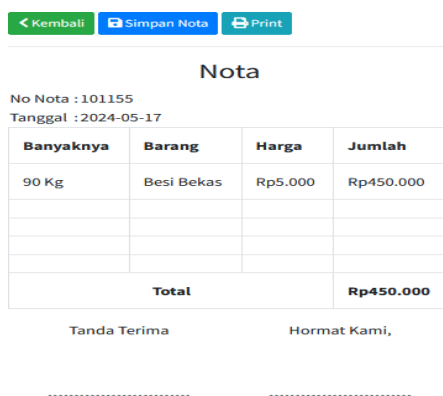 Kembali Simpan Nota Print
Nota
No Nota : 101155
Tanggal : 2024-05-17
Banyaknya Barang Harga Jumlah
90 Kg Besi Bekas Rp5.000 Rp450.000
Total Rp450.000
Tanda Terima Hormat Kami,